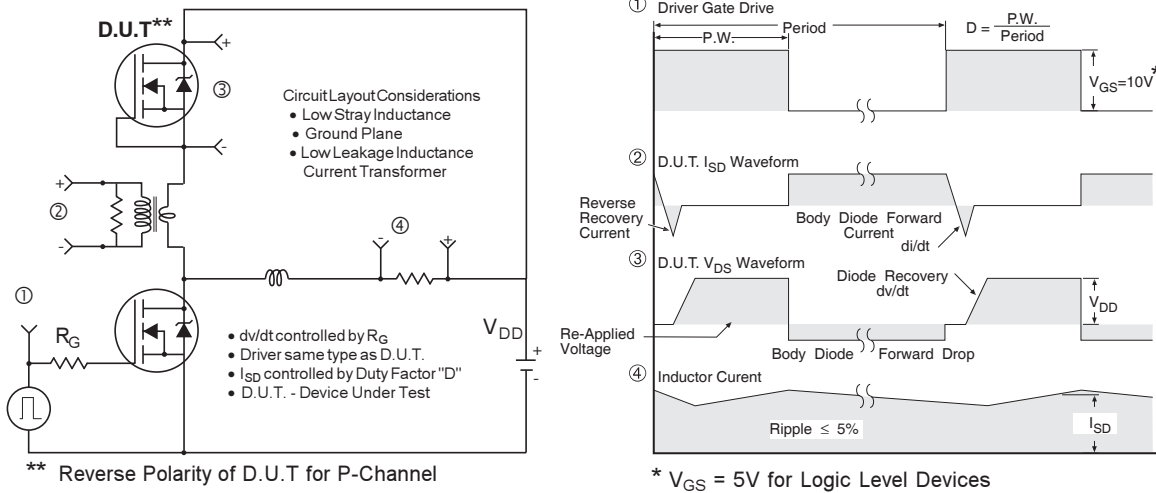 D.U.T**
+
③
-
Circuit Layout Considerations
• Low Stray Inductance
• Ground Plane
• Low Leakage Inductance
Current Transformer
+
②
-
④
-
+
①
R_G
V_DD
+
-
• dv/dt controlled by R_G
• Driver same type as D.U.T.
• I_SD controlled by Duty Factor "D"
• D.U.T. - Device Under Test
** Reverse Polarity of D.U.T for P-Channel
① Driver Gate Drive
P.W.
Period
D = P.W.
Period
V_GS=10V*
② D.U.T. I_SD Waveform
Reverse
Recovery
Current
Body Diode Forward
Current
di/dt
③ D.U.T. V_DS Waveform
Diode Recovery
dv/dt
V_DD
Re-Applied
Voltage
Body Diode Forward Drop
④ Inductor Curent
Ripple ≤ 5%
I_SD
* V_GS = 5V for Logic Level Devices